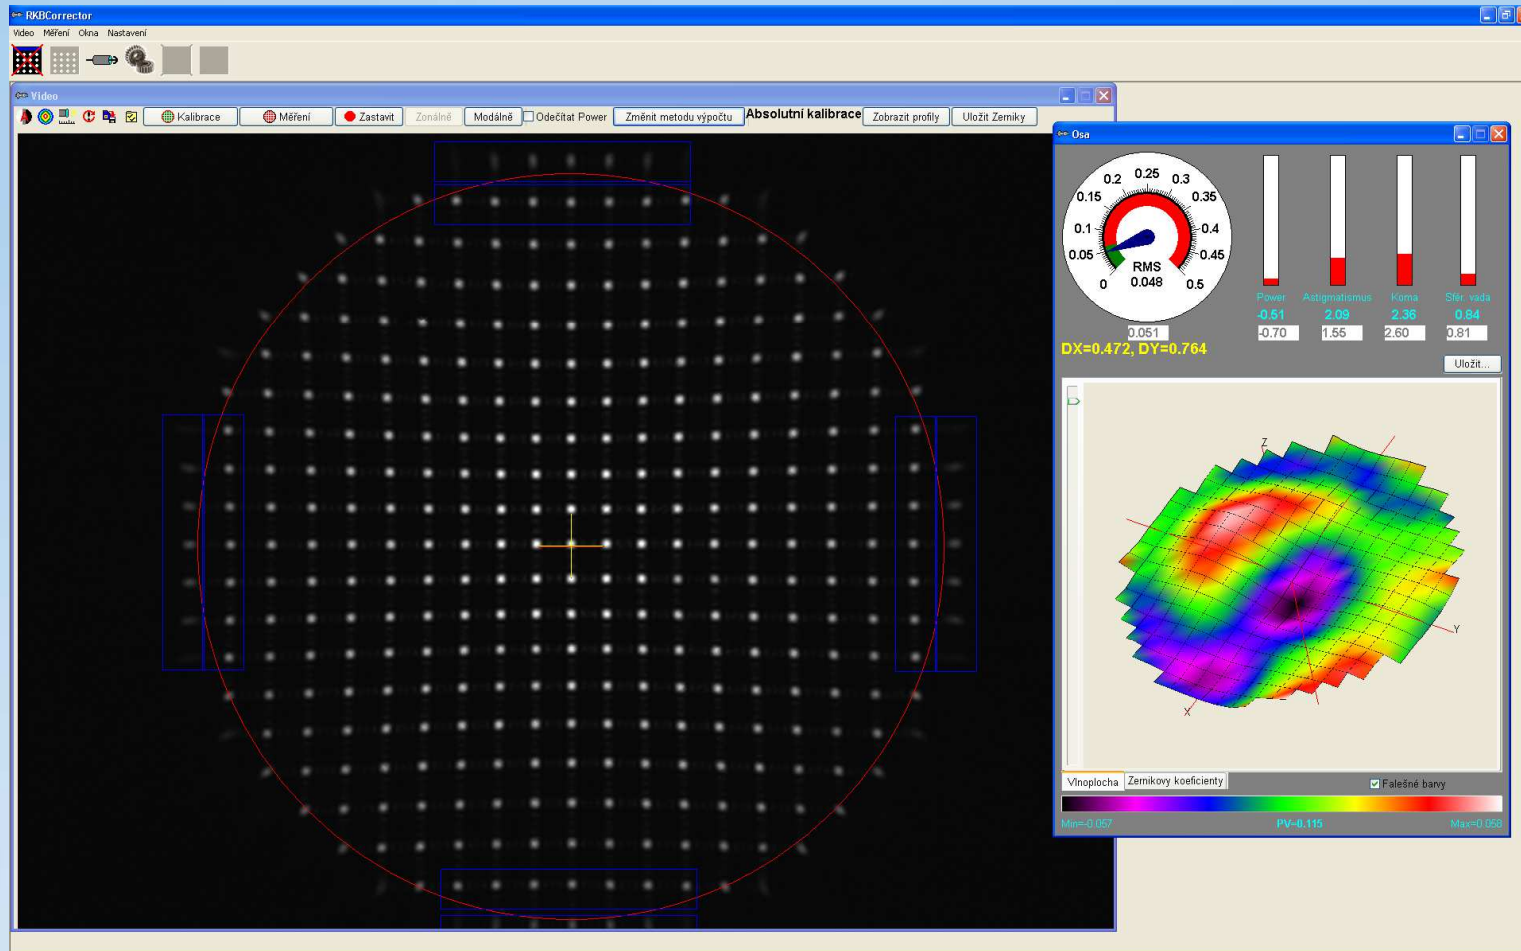 RKBCorrector
Video Měření Okna Nastavení
Video
Kalibrace Měření Zastavit Zonálně Modálně Odečítat Power Změnit metodu výpočtu Absolutní kalibrace Zobrazit profily Uložit Zerniky
Osa
0 0.05 0.1 0.15 0.2 0.25 0.3 0.35 0.4 0.45 0.5
RMS
0.048
0.051
Power Astigmatismus Koma Sfér. vada
-0.51 2.09 2.36 0.84
-0.70 1.55 2.60 0.81
DX=0.472, DY=0.764
Uložit...
Z
Y
X
Vlnoplocha Zernikovy koeficienty Falešné barvy
Min=-0.057 PV=0.115 Max=0.058